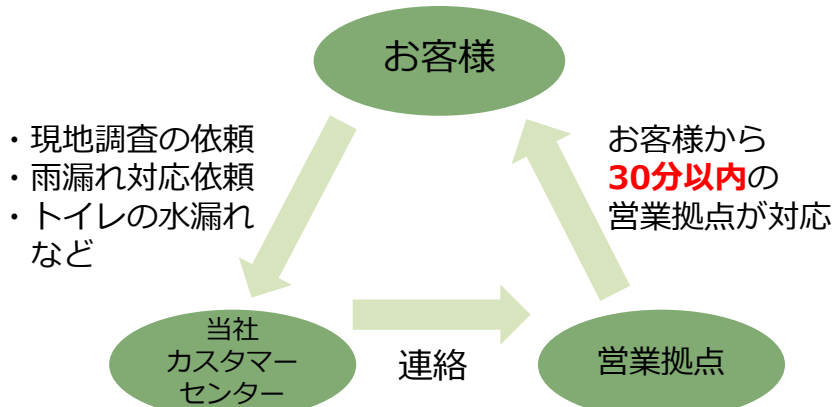 お客様
・現地調査の依頼
・雨漏れ対応依頼
・トイレの水漏れ
など
お客様から
30分以内の
営業拠点が対応
当社
カスタマー
センター
連絡
営業拠点